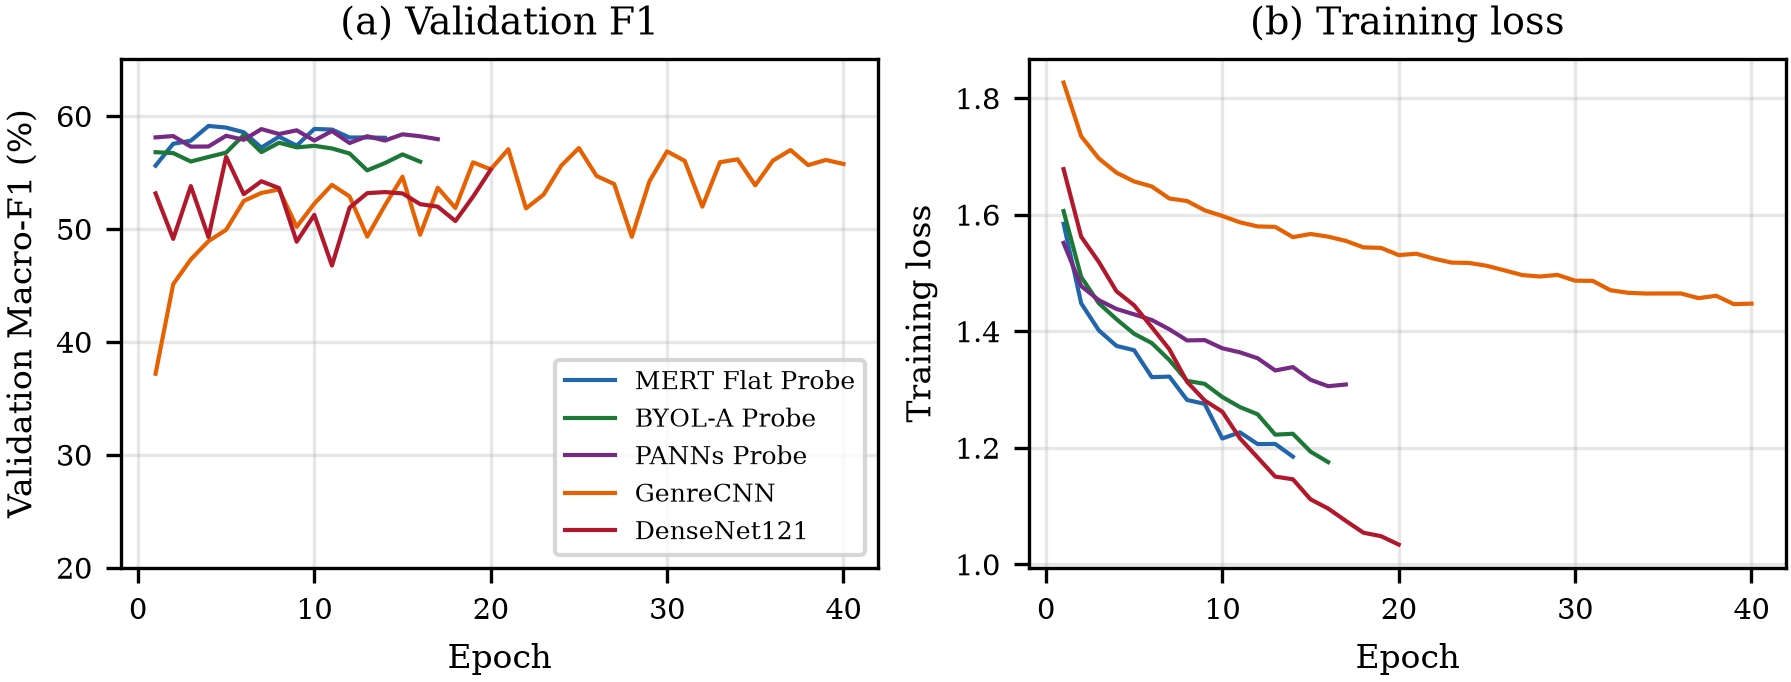 (a) Validation F1
Validation Macro-F1 (%)
60
50
40
30
20
0 10 20 30 40
Epoch
MERT Flat Probe
BYOL-A Probe
PANNs Probe
GenreCNN
DenseNet121
(b) Training loss
Training loss
1.8
1.6
1.4
1.2
1.0
0 10 20 30 40
Epoch